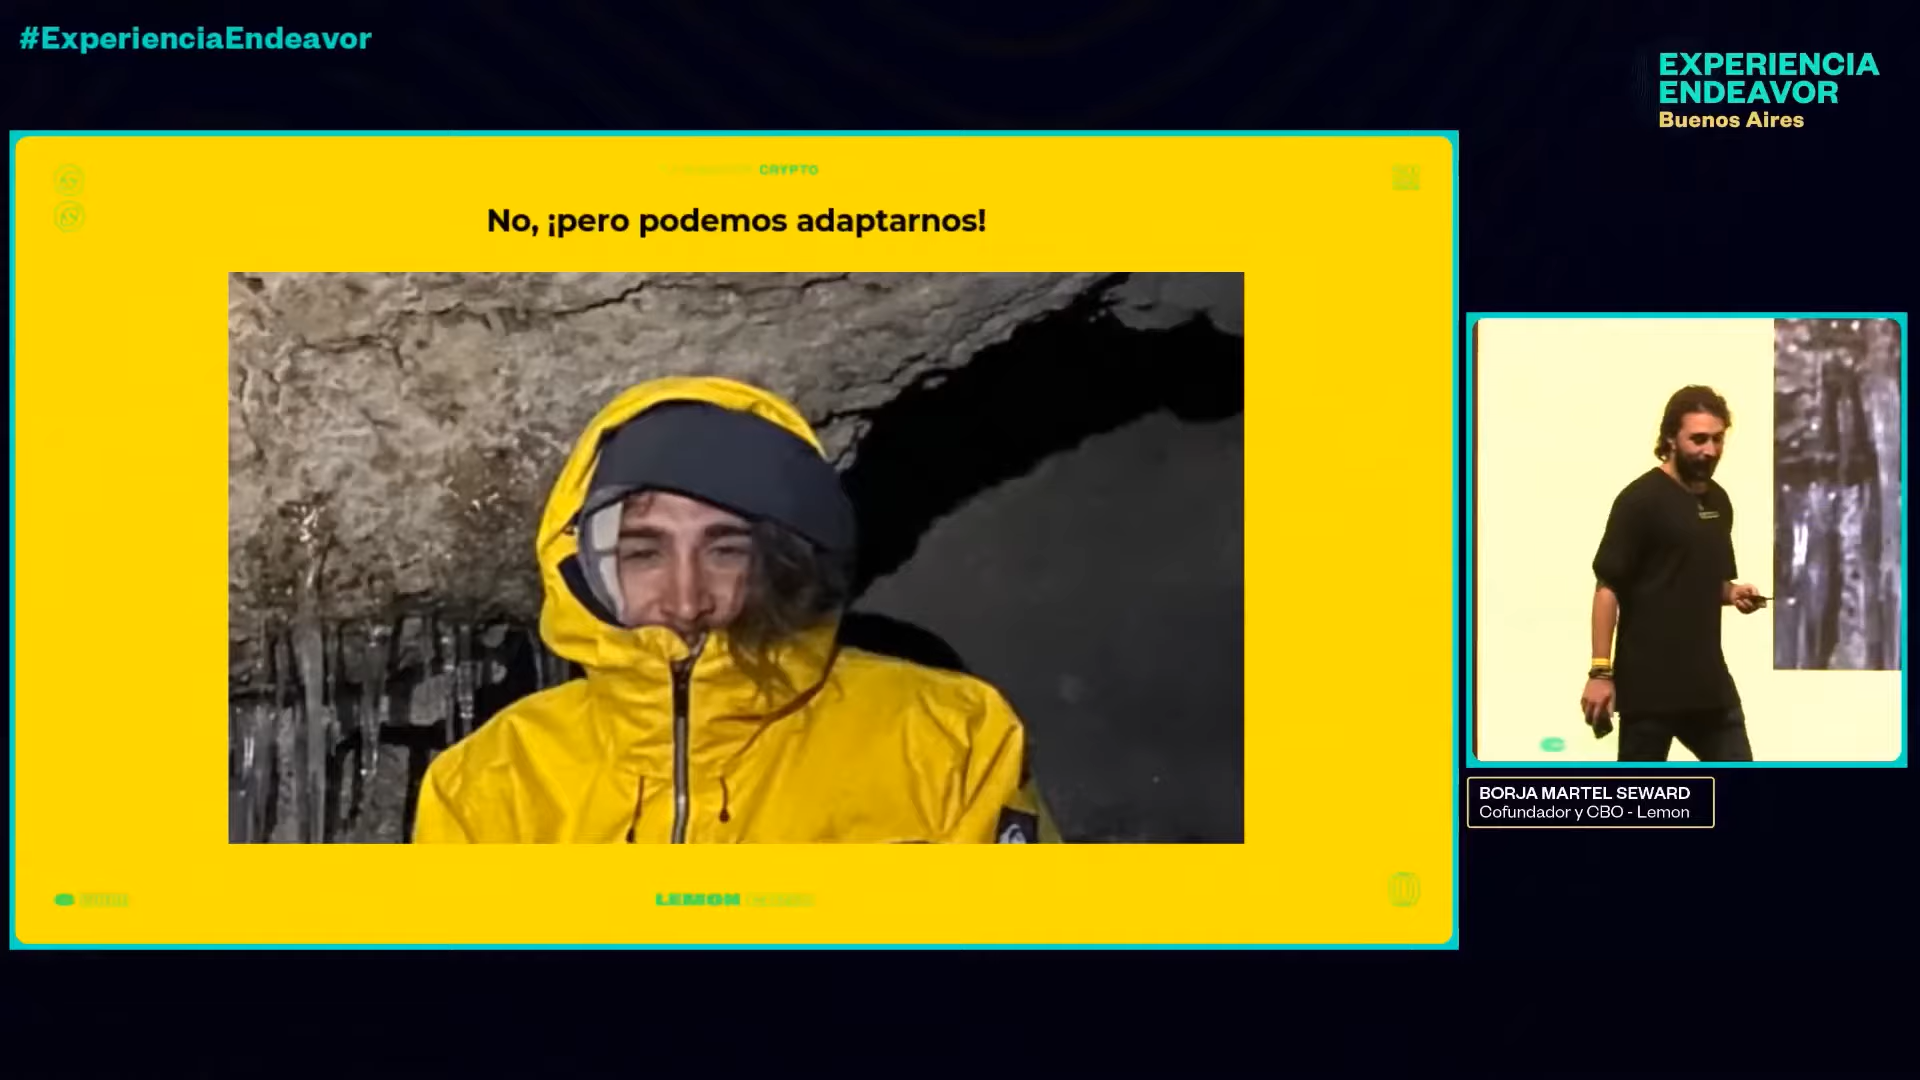 #ExperienciaEndeavor
EXPERIENCIA
ENDEAVOR
Buenos Aires
CRYPTO
No, ¡pero podemos adaptarnos!
LEMON
BORJA MARTEL SEWARD
Cofundador y CBO - Lemon